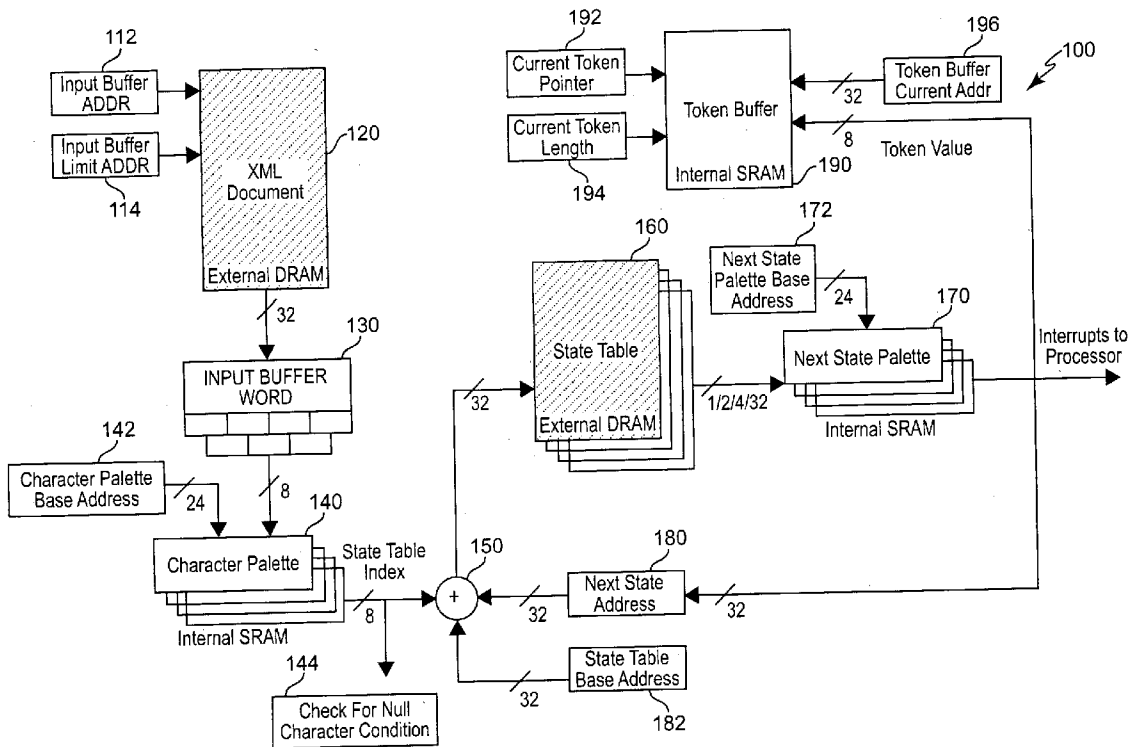 112
Input Buffer
ADDR
Input Buffer
Limit ADDR
114
120
XML
Document
External DRAM
32
130
INPUT BUFFER
WORD
8
142
Character Palette
Base Address
24
140
Character Palette
Internal SRAM
State Table
Index
8
144
Check For Null
Character Condition
150
+
32
32
180
Next State
Address
32
State Table
Base Address
182
32
160
State Table
External DRAM
1/2/4/32
172
Next State
Palette Base
Address
24
170
Next State Palette
Internal SRAM
Interrupts to
Processor
192
Current Token
Pointer
Current Token
Length
194
Token Buffer
Internal SRAM
190
196
Token Buffer
Current Addr
32
8
Token Value
100